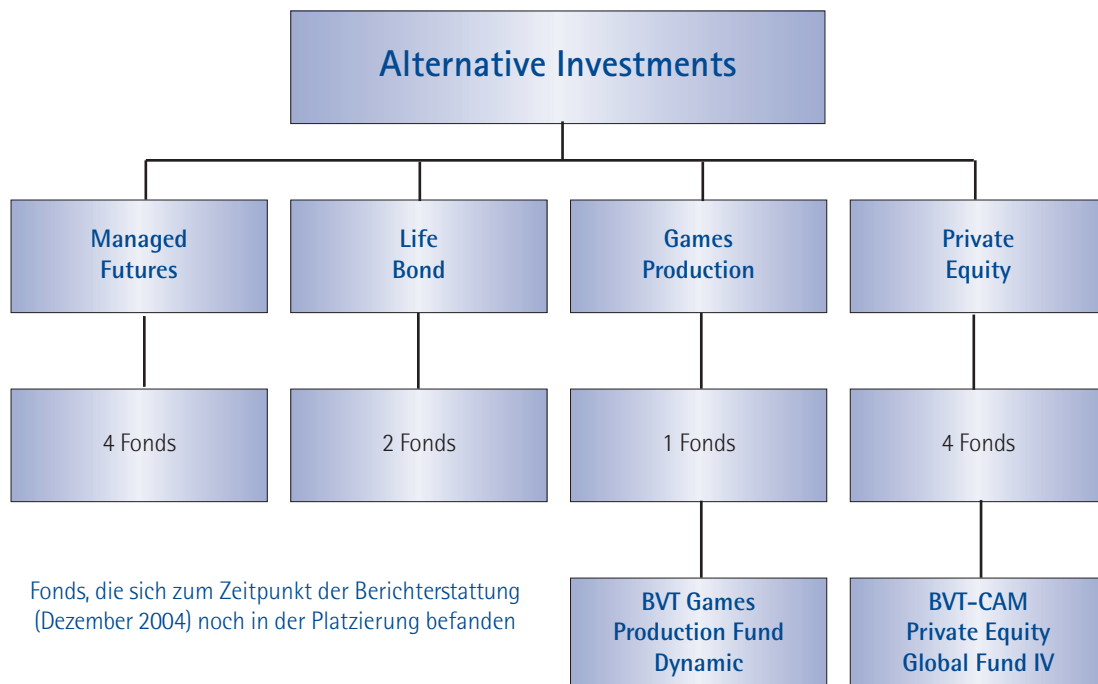 Alternative Investments
Managed
Futures
Life
Bond
Games
Production
Private
Equity
4 Fonds
2 Fonds
1 Fonds
4 Fonds
Fonds, die sich zum Zeitpunkt der Berichterstattung
(Dezember 2004) noch in der Platzierung befanden
BVT Games
Production Fund
Dynamic
BVT-CAM
Private Equity
Global Fund IV